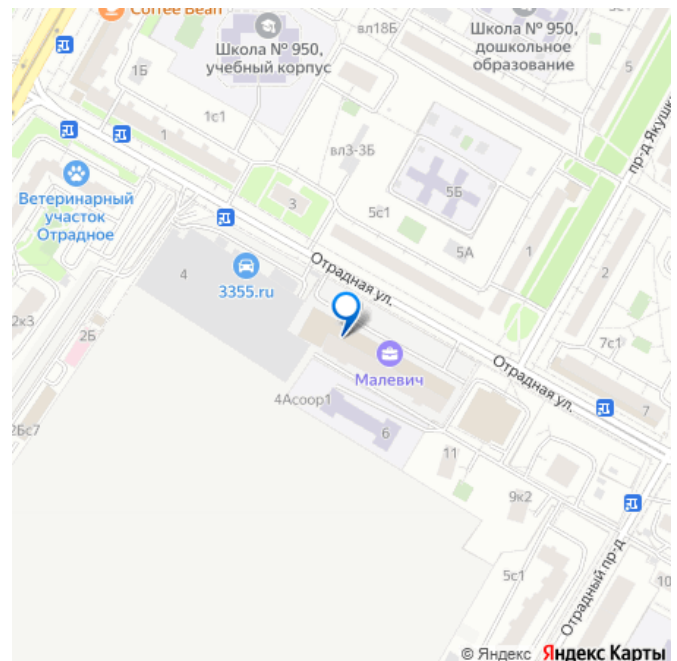 Coffee Bean
вл18Б
5с1
Школа № 950,
учебный корпус
Школа № 950,
дошкольное
образование
1Б
5
1с1
пр-д Якушк
1
вл3-3Б
Ветеринарный
участок
Отрадное
3
5Б
5с1
5А
1
4
3355.ru
Отрадная ул.
2
2к3
2Б
7с1
Малевич
Отрадная ул.
4Асоор1
7
2Бс7
6
11
9к2
5с1
Отрадный пр-д
10
© Яндекс Яндекс Карты